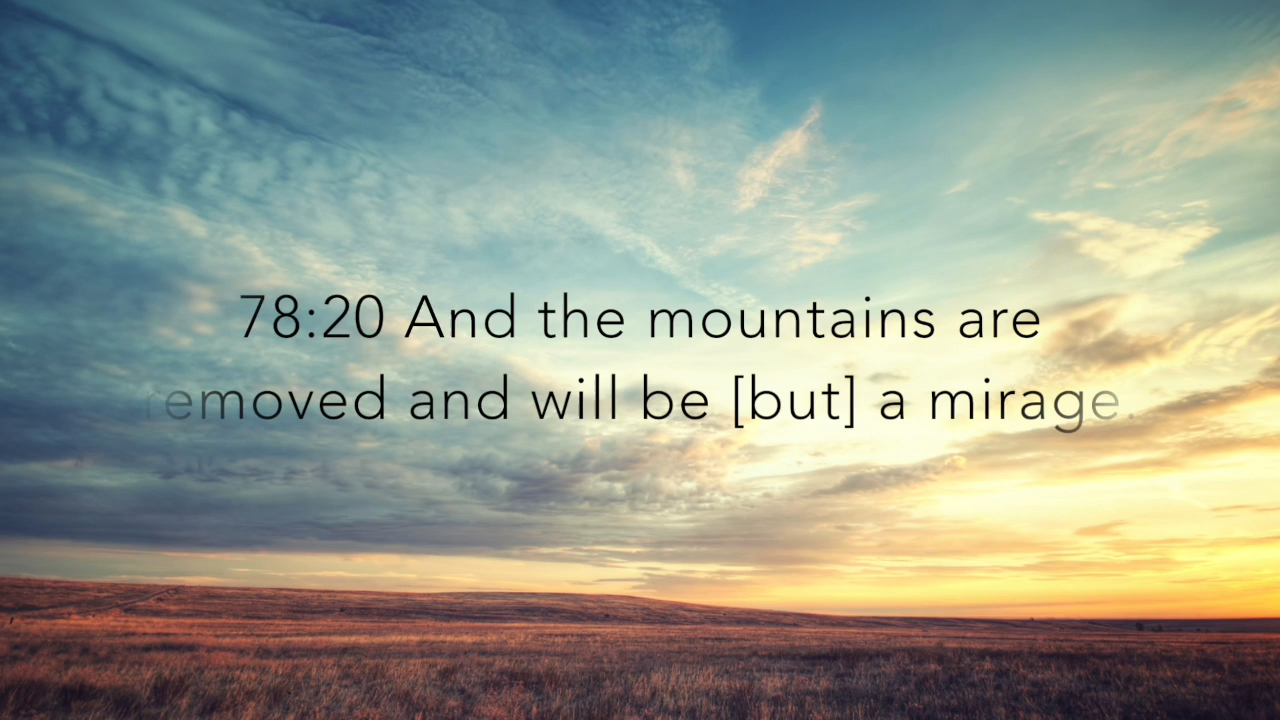 78:20 And the mountains are
removed and will be [but] a mirage.